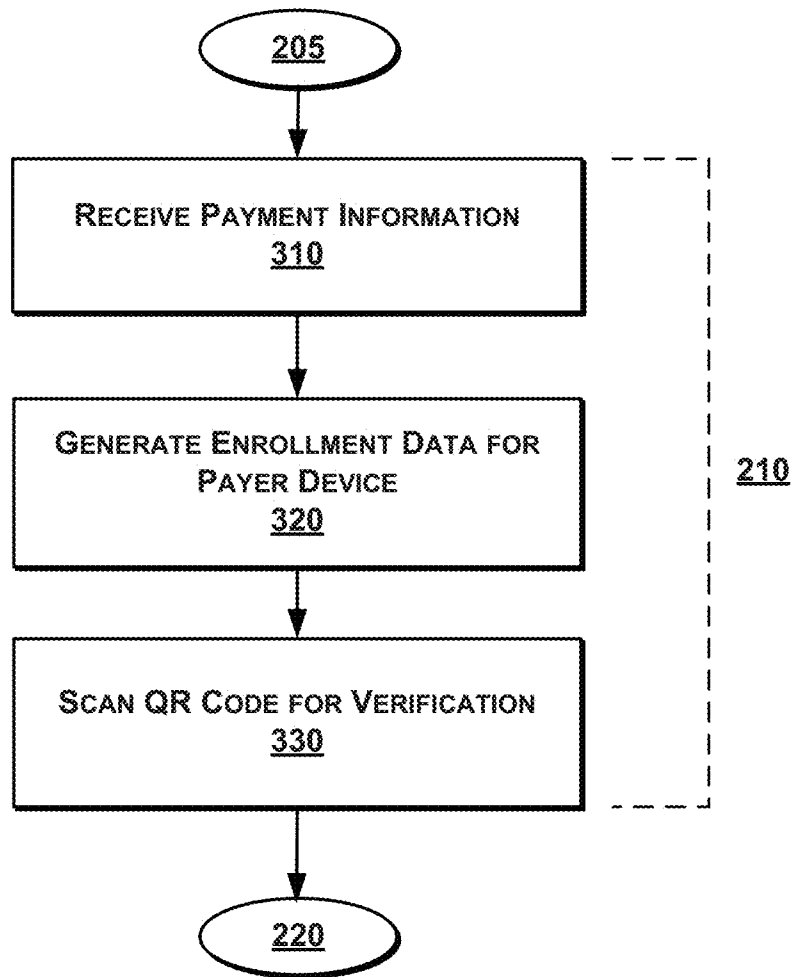 205
RECEIVE PAYMENT INFORMATION
310
GENERATE ENROLLMENT DATA FOR
PAYER DEVICE
320
210
SCAN QR CODE FOR VERIFICATION
330
220